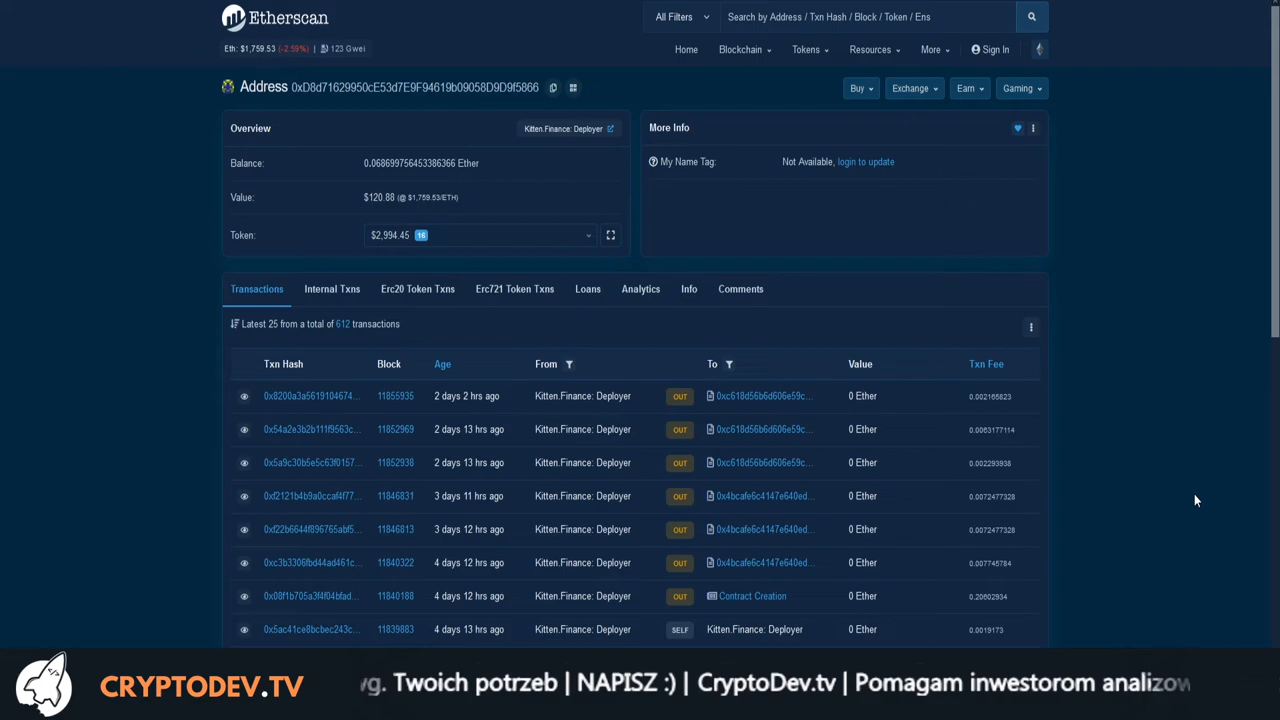 Etherscan
All Filters
Search by Address / Txn Hash / Block / Token / Ens
Eth: $1,759.53 (-2.59%) | 123 Gwei
Home Blockchain Tokens Resources More Sign In
Address 0xD8d71629950cE53d7E9F94619b09058D9D9f5866
Buy Exchange Earn Gaming
Overview
Kitten.Finance: Deployer
Balance: 0.068699756453386366 Ether
Value: $120.88 (@ $1,759.53/ETH)
Token: $2,994.45 16
More Info
My Name Tag: Not Available, login to update
Transactions Internal Txns Erc20 Token Txns Erc721 Token Txns Loans Analytics Info Comments
Latest 25 from a total of 612 transactions
Txn Hash Block Age From To Value Txn Fee
0x8200a3a5619104674... 11855935 2 days 2 hrs ago Kitten.Finance: Deployer OUT 0xc618d56b6d606e59c... 0 Ether 0.002165823
0x54a2e3b2b111f9563c... 11852969 2 days 13 hrs ago Kitten.Finance: Deployer OUT 0xc618d56b6d606e59c... 0 Ether 0.0063177114
0x5a9c30b5e5c63f0157... 11852938 2 days 13 hrs ago Kitten.Finance: Deployer OUT 0xc618d56b6d606e59c... 0 Ether 0.002293938
0xf2121b4b9a0ccaf4f77... 11846831 3 days 11 hrs ago Kitten.Finance: Deployer OUT 0x4bcafe6c4147e640ed... 0 Ether 0.0072477328
0xf22b6644f896765abf5... 11846813 3 days 12 hrs ago Kitten.Finance: Deployer OUT 0x4bcafe6c4147e640ed... 0 Ether 0.0072477328
0xc3b3306fbd44ad461c... 11840322 4 days 12 hrs ago Kitten.Finance: Deployer OUT 0x4bcafe6c4147e640ed... 0 Ether 0.007745784
0x08f1b705a3f4f04bfad... 11840188 4 days 12 hrs ago Kitten.Finance: Deployer OUT Contract Creation 0 Ether 0.20602934
0x5ac41ce8bcbec243c... 11839883 4 days 13 hrs ago Kitten.Finance: Deployer SELF Kitten.Finance: Deployer 0 Ether 0.0019173
CRYPTODEV.TV
yg. Twoich potrzeb | NAPISZ :) | CryptoDev.tv | Pomagam inwestorom analizow